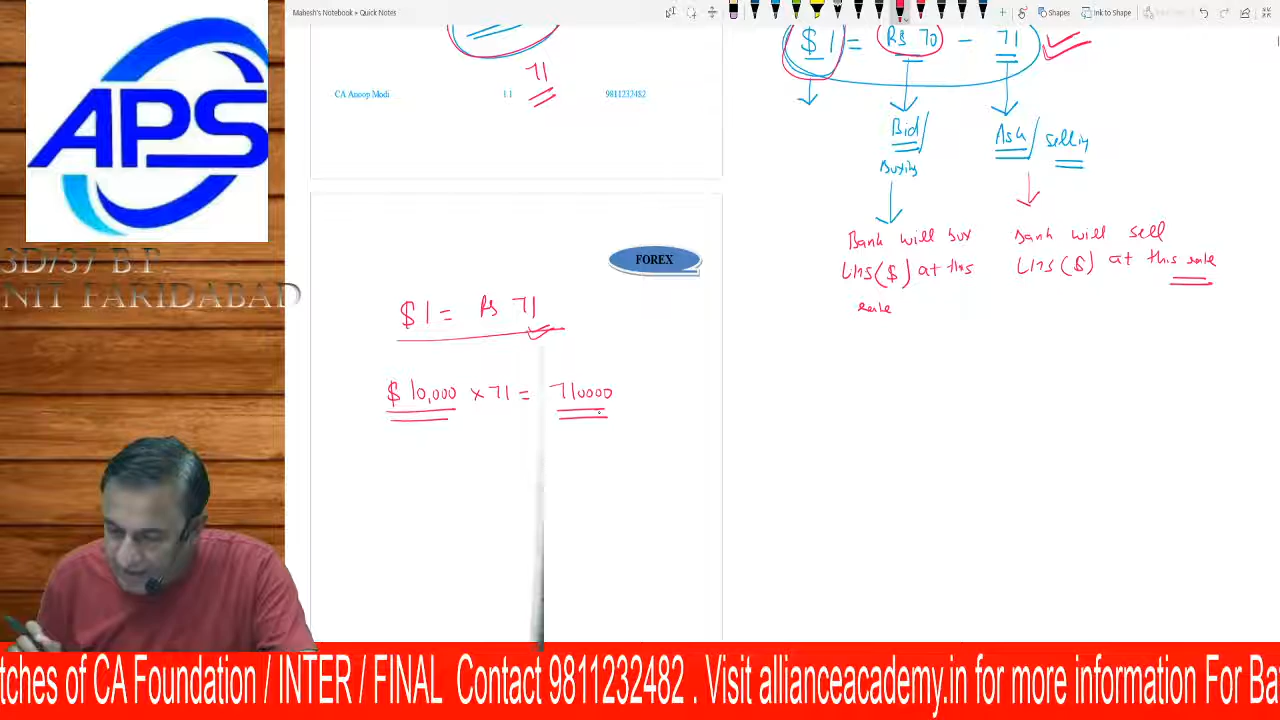 Mahesh's Notebook » Quick Notes
Shapes
Ink to Shape
APS
3D/37 B.P.
NIT FARIDABAD
71
CA Anoop Modi
11
9811232482
FOREX
$1 = Rs 71
$10,000 × 71 = 710000
$1 = Rs 70 - 71
Bid/
Buying
Ask/ selling
Bank will buy
LHS($) at this
rate
Bank will sell
LHS($) at this rate
tches of CA Foundation / INTER / FINAL Contact 9811232482 . Visit allianceacademy.in for more information For Ba